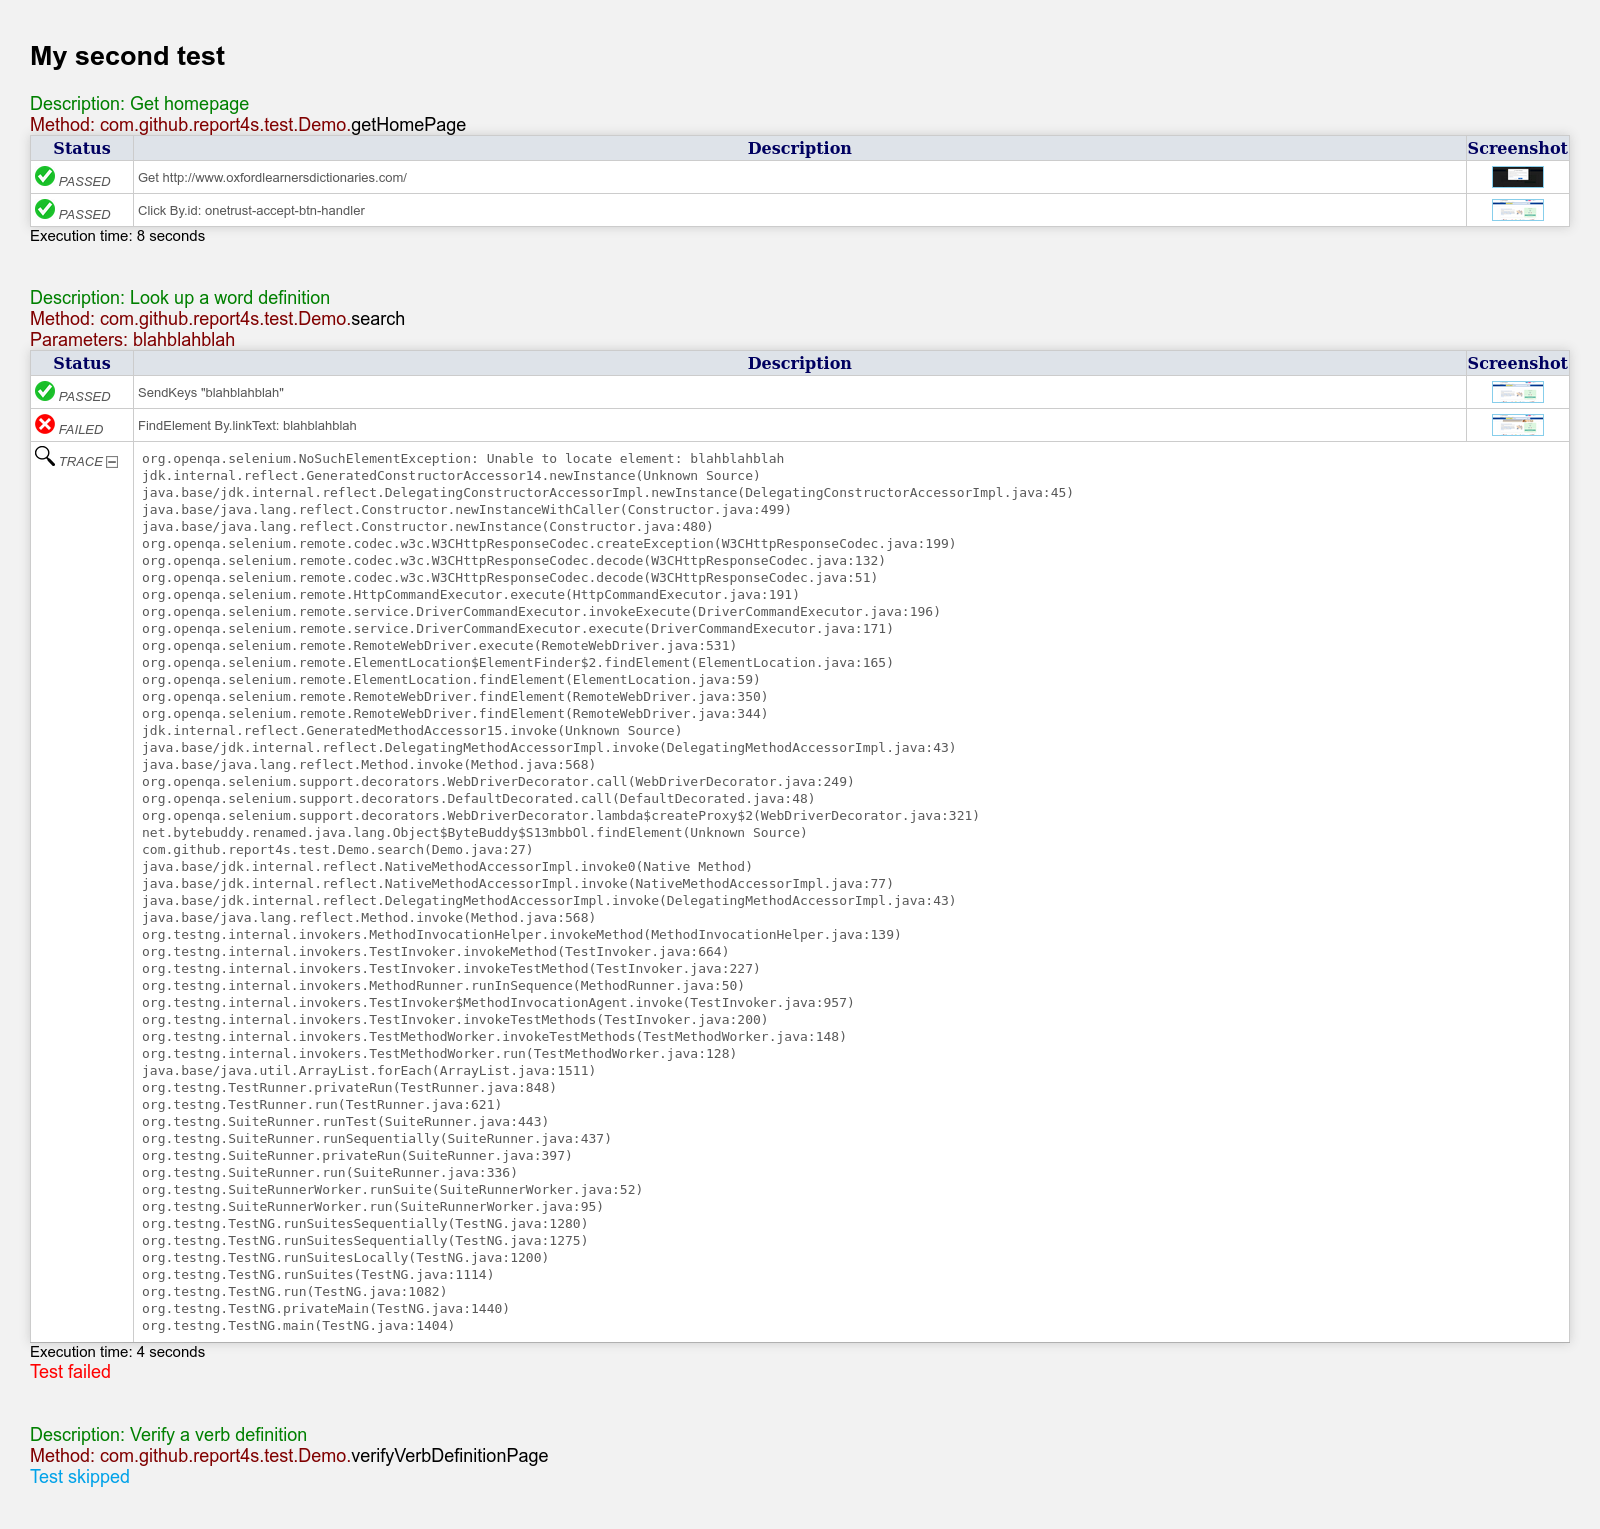 My second test
Description: Get homepage
Method: com.github.report4s.test.Demo.getHomePage
Status Description Screenshot
PASSED Get http://www.oxfordlearnersdictionaries.com/
PASSED Click By.id: onetrust-accept-btn-handler
Execution time: 8 seconds
Description: Look up a word definition
Method: com.github.report4s.test.Demo.search
Parameters: blahblahblah
Status Description Screenshot
PASSED SendKeys "blahblahblah"
FAILED FindElement By.linkText: blahblahblah
TRACE org.openqa.selenium.NoSuchElementException: Unable to locate element: blahblahblah
jdk.internal.reflect.GeneratedConstructorAccessor14.newInstance(Unknown Source)
java.base/jdk.internal.reflect.DelegatingConstructorAccessorImpl.newInstance(DelegatingConstructorAccessorImpl.java:45)
java.base/java.lang.reflect.Constructor.newInstanceWithCaller(Constructor.java:499)
java.base/java.lang.reflect.Constructor.newInstance(Constructor.java:480)
org.openqa.selenium.remote.codec.w3c.W3CHttpResponseCodec.createException(W3CHttpResponseCodec.java:199)
org.openqa.selenium.remote.codec.w3c.W3CHttpResponseCodec.decode(W3CHttpResponseCodec.java:132)
org.openqa.selenium.remote.codec.w3c.W3CHttpResponseCodec.decode(W3CHttpResponseCodec.java:51)
org.openqa.selenium.remote.HttpCommandExecutor.execute(HttpCommandExecutor.java:191)
org.openqa.selenium.remote.service.DriverCommandExecutor.invokeExecute(DriverCommandExecutor.java:196)
org.openqa.selenium.remote.service.DriverCommandExecutor.execute(DriverCommandExecutor.java:171)
org.openqa.selenium.remote.RemoteWebDriver.execute(RemoteWebDriver.java:531)
org.openqa.selenium.remote.ElementLocation$ElementFinder$2.findElement(ElementLocation.java:165)
org.openqa.selenium.remote.ElementLocation.findElement(ElementLocation.java:59)
org.openqa.selenium.remote.RemoteWebDriver.findElement(RemoteWebDriver.java:350)
org.openqa.selenium.remote.RemoteWebDriver.findElement(RemoteWebDriver.java:344)
jdk.internal.reflect.GeneratedMethodAccessor15.invoke(Unknown Source)
java.base/jdk.internal.reflect.DelegatingMethodAccessorImpl.invoke(DelegatingMethodAccessorImpl.java:43)
java.base/java.lang.reflect.Method.invoke(Method.java:568)
org.openqa.selenium.support.decorators.WebDriverDecorator.call(WebDriverDecorator.java:249)
org.openqa.selenium.support.decorators.DefaultDecorated.call(DefaultDecorated.java:48)
org.openqa.selenium.support.decorators.WebDriverDecorator.lambda$createProxy$2(WebDriverDecorator.java:321)
net.bytebuddy.renamed.java.lang.Object$ByteBuddy$S13mbbOl.findElement(Unknown Source)
com.github.report4s.test.Demo.search(Demo.java:27)
java.base/jdk.internal.reflect.NativeMethodAccessorImpl.invoke0(Native Method)
java.base/jdk.internal.reflect.NativeMethodAccessorImpl.invoke(NativeMethodAccessorImpl.java:77)
java.base/jdk.internal.reflect.DelegatingMethodAccessorImpl.invoke(DelegatingMethodAccessorImpl.java:43)
java.base/java.lang.reflect.Method.invoke(Method.java:568)
org.testng.internal.invokers.MethodInvocationHelper.invokeMethod(MethodInvocationHelper.java:139)
org.testng.internal.invokers.TestInvoker.invokeMethod(TestInvoker.java:664)
org.testng.internal.invokers.TestInvoker.invokeTestMethod(TestInvoker.java:227)
org.testng.internal.invokers.MethodRunner.runInSequence(MethodRunner.java:50)
org.testng.internal.invokers.TestInvoker$MethodInvocationAgent.invoke(TestInvoker.java:957)
org.testng.internal.invokers.TestInvoker.invokeTestMethods(TestInvoker.java:200)
org.testng.internal.invokers.TestMethodWorker.invokeTestMethods(TestMethodWorker.java:148)
org.testng.internal.invokers.TestMethodWorker.run(TestMethodWorker.java:128)
java.base/java.util.ArrayList.forEach(ArrayList.java:1511)
org.testng.TestRunner.privateRun(TestRunner.java:848)
org.testng.TestRunner.run(TestRunner.java:621)
org.testng.SuiteRunner.runTest(SuiteRunner.java:443)
org.testng.SuiteRunner.runSequentially(SuiteRunner.java:437)
org.testng.SuiteRunner.privateRun(SuiteRunner.java:397)
org.testng.SuiteRunner.run(SuiteRunner.java:336)
org.testng.SuiteRunnerWorker.runSuite(SuiteRunnerWorker.java:52)
org.testng.SuiteRunnerWorker.run(SuiteRunnerWorker.java:95)
org.testng.TestNG.runSuitesSequentially(TestNG.java:1280)
org.testng.TestNG.runSuitesSequentially(TestNG.java:1275)
org.testng.TestNG.runSuitesLocally(TestNG.java:1200)
org.testng.TestNG.runSuites(TestNG.java:1114)
org.testng.TestNG.run(TestNG.java:1082)
org.testng.TestNG.privateMain(TestNG.java:1440)
org.testng.TestNG.main(TestNG.java:1404)
Execution time: 4 seconds
Test failed
Description: Verify a verb definition
Method: com.github.report4s.test.Demo.verifyVerbDefinitionPage
Test skipped